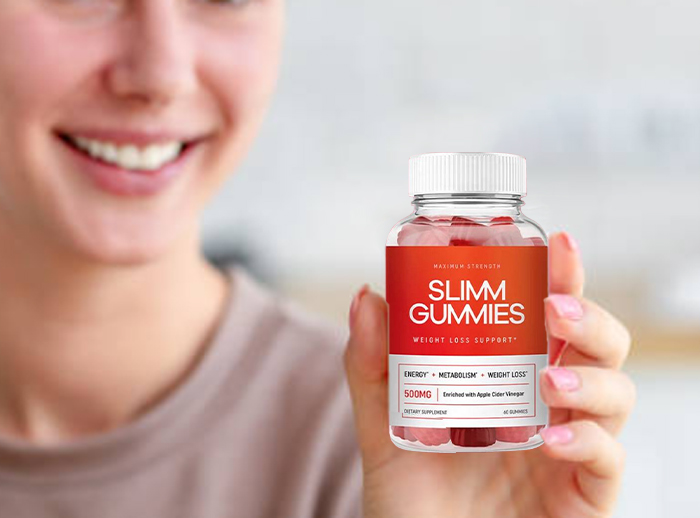 MAXIMUM STRENGTH
SLIMM
GUMMIES
WEIGHT LOSS SUPPORT*
ENERGY* + METABOLISM* + WEIGHT LOSS*
500MG | Enriched with Apple Cider Vinegar
DIETARY SUPPLEMENT 60 GUMMIES